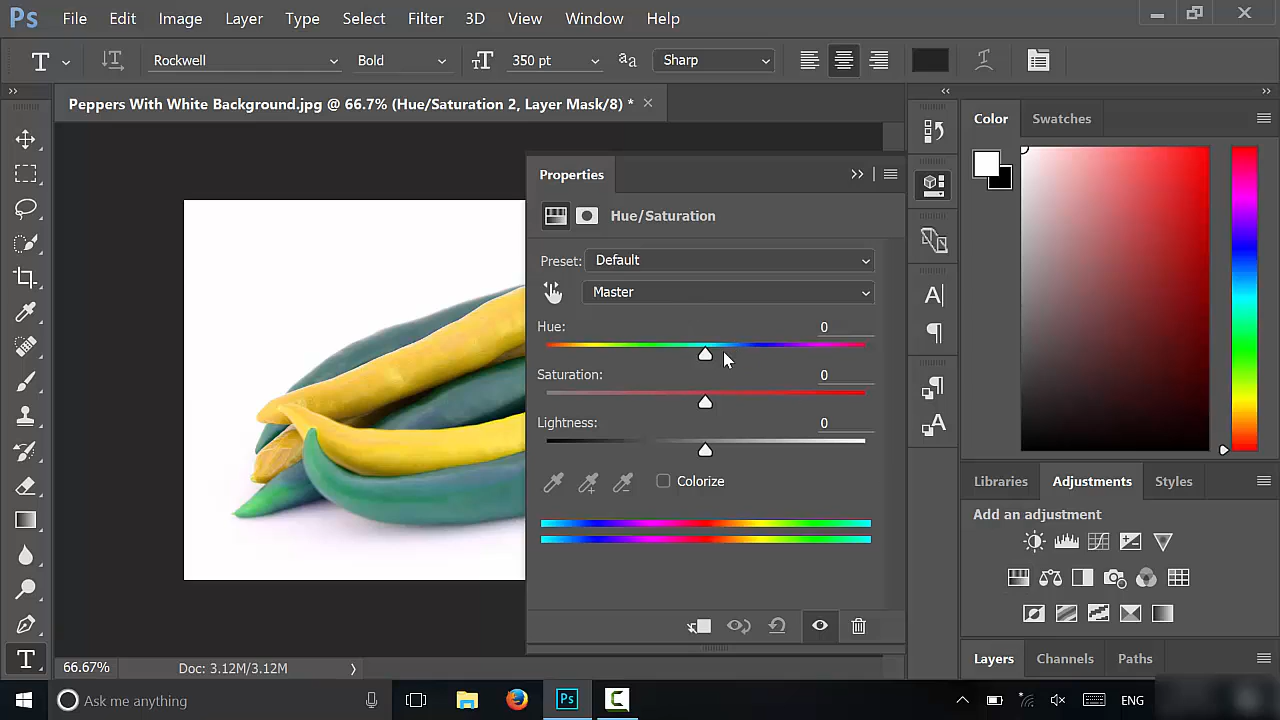 Ps File Edit Image Layer Type Select Filter 3D View Window Help
T Rockwell Bold 350 pt Sharp
Peppers With White Background.jpg @ 66.7% (Hue/Saturation 2, Layer Mask/8) * ×
Color Swatches
Properties
Hue/Saturation
Preset: Default
Master
Hue: 0
Saturation: 0
Lightness: 0
Colorize
Libraries Adjustments Styles
Add an adjustment
Layers Channels Paths
66.67% Doc: 3.12M/3.12M
Ask me anything Ps ENG